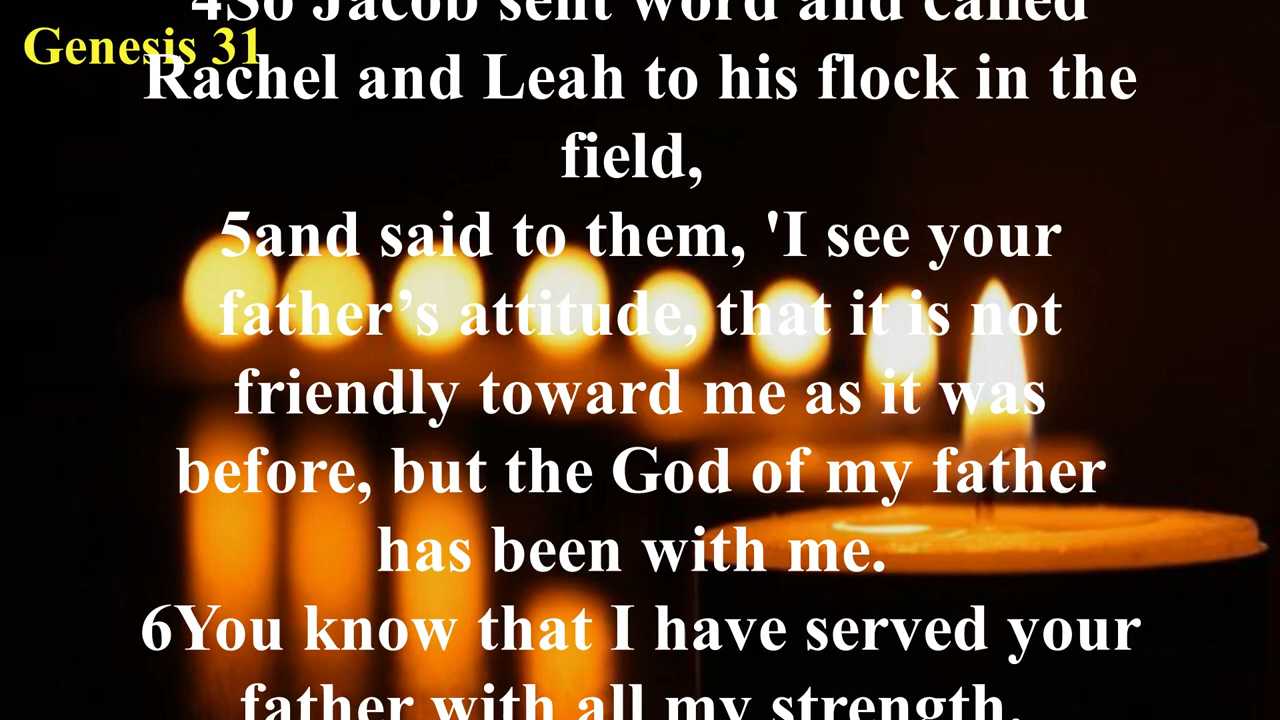 4So Jacob sent word and called
Genesis 31
Rachel and Leah to his flock in the
field,
5and said to them, 'I see your
father’s attitude, that it is not
friendly toward me as it was
before, but the God of my father
has been with me.
6You know that I have served your
father with all my strength.